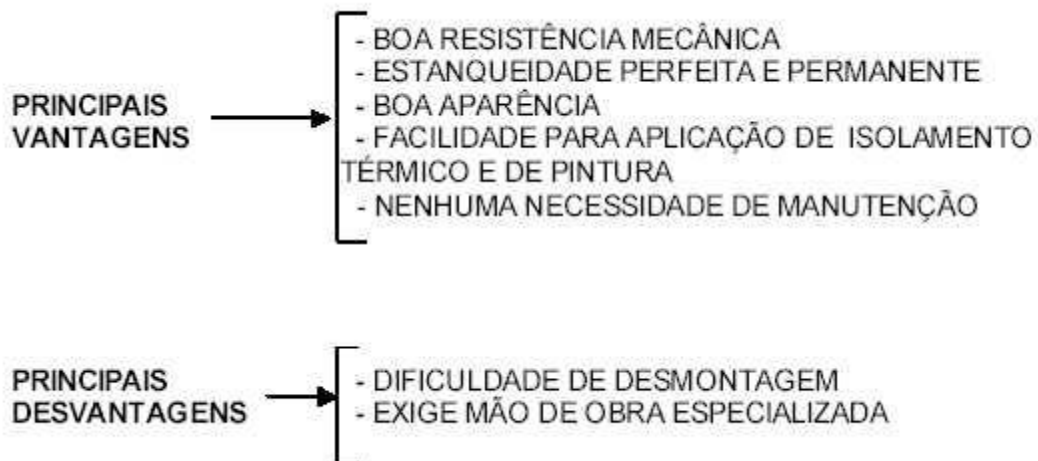 PRINCIPAIS
VANTAGENS
- BOA RESISTÊNCIA MECÂNICA
- ESTANQUEIDADE PERFEITA E PERMANENTE
- BOA APARÊNCIA
- FACILIDADE PARA APLICAÇÃO DE ISOLAMENTO
TÉRMICO E DE PINTURA
- NENHUMA NECESSIDADE DE MANUTENÇÃO
PRINCIPAIS
DESVANTAGENS
- DIFICULDADE DE DESMONTAGEM
- EXIGE MÃO DE OBRA ESPECIALIZADA